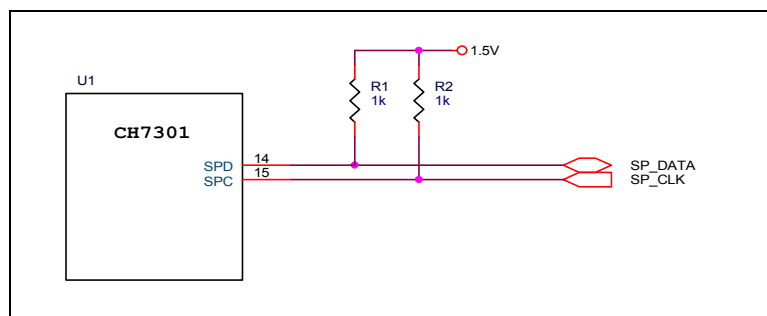 1.5V
U1
R1
1k
R2
1k
CH7301
SPD
14
SP_DATA
SPC
15
SP_CLK